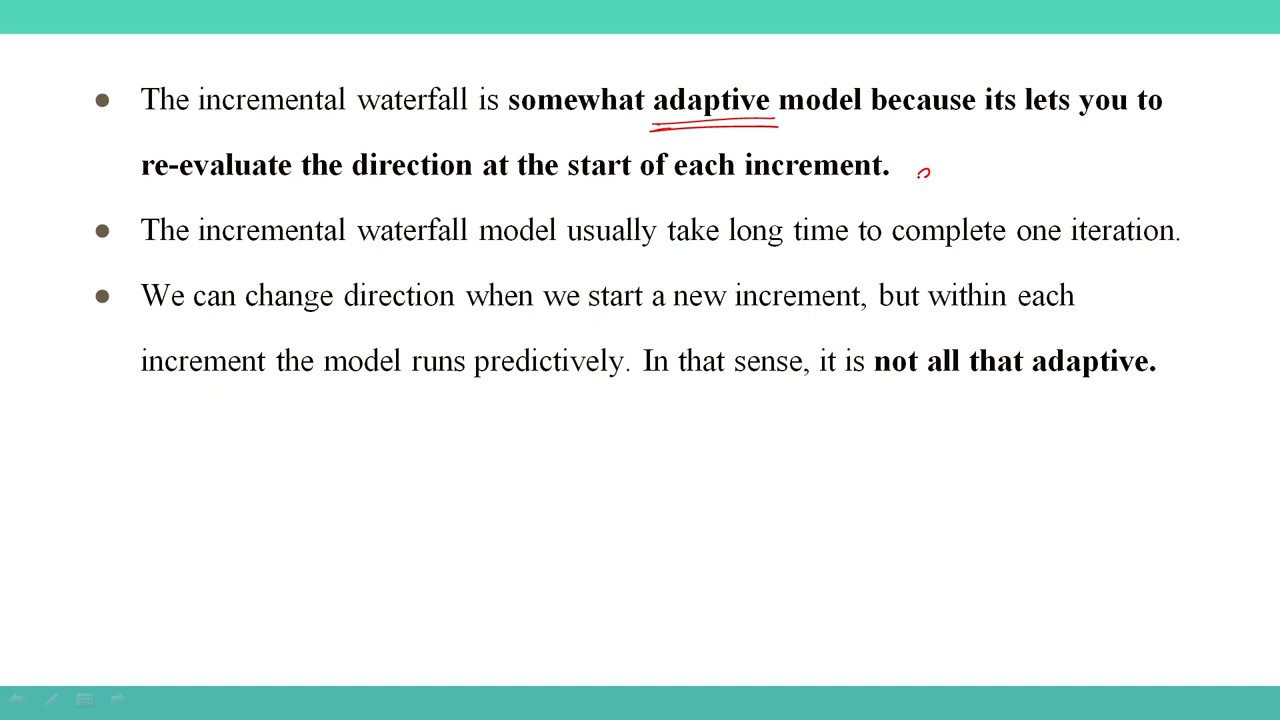 ● The incremental waterfall is somewhat adaptive model because its lets you to
re-evaluate the direction at the start of each increment.
● The incremental waterfall model usually take long time to complete one iteration.
● We can change direction when we start a new increment, but within each
increment the model runs predictively. In that sense, it is not all that adaptive.